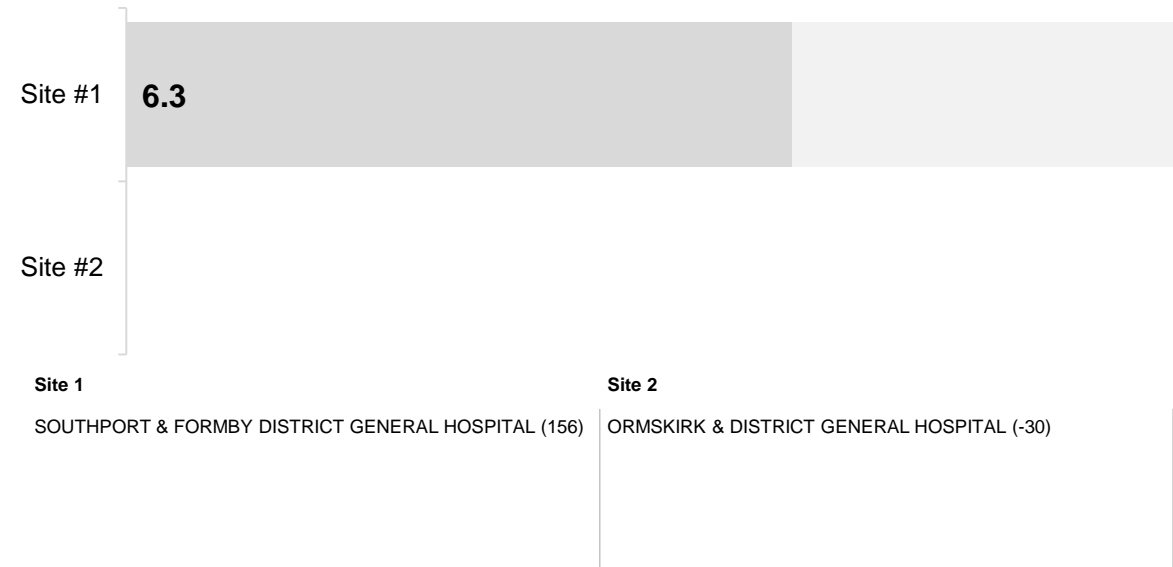 Site #1
6.3
Site #2
Site 1
Site 2
SOUTHPORT & FORMBY DISTRICT GENERAL HOSPITAL (156)
ORMSKIRK & DISTRICT GENERAL HOSPITAL (-30)